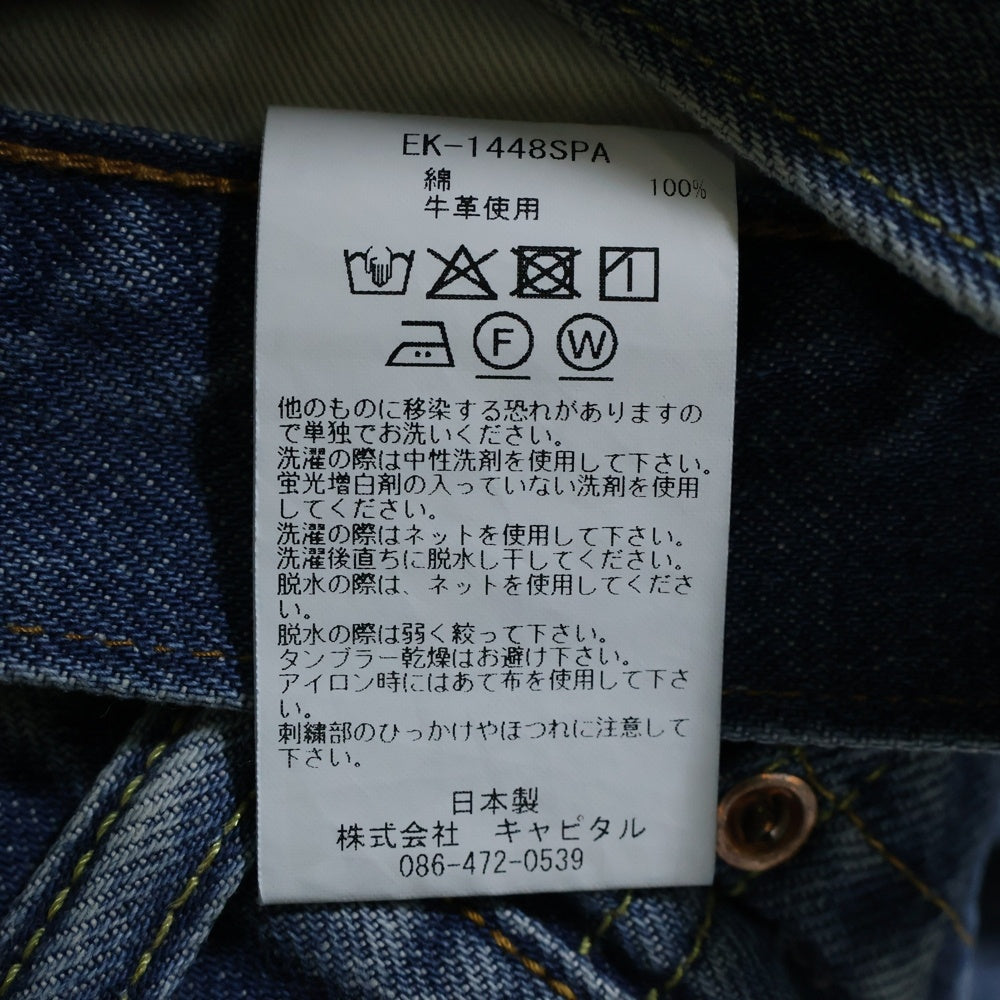 EK-1448SPA
綿 100%
牛革使用
F W
他のものに移染する恐れがありますの
で単独でお洗いください。
洗濯の際は中性洗剤を使用して下さい。
蛍光増白剤の入っていない洗剤を使用
してください。
洗濯の際はネットを使用して下さい。
洗濯後直ちに脱水し干してください。
脱水の際は、ネットを使用してくださ
い。
脱水の際は弱く絞って下さい。
タンブラー乾燥はお避け下さい。
アイロン時にはあて布を使用して下さ
い。
刺繍部のひっかけやほつれに注意して
下さい。
日本製
株式会社 キャピタル
086-472-0539